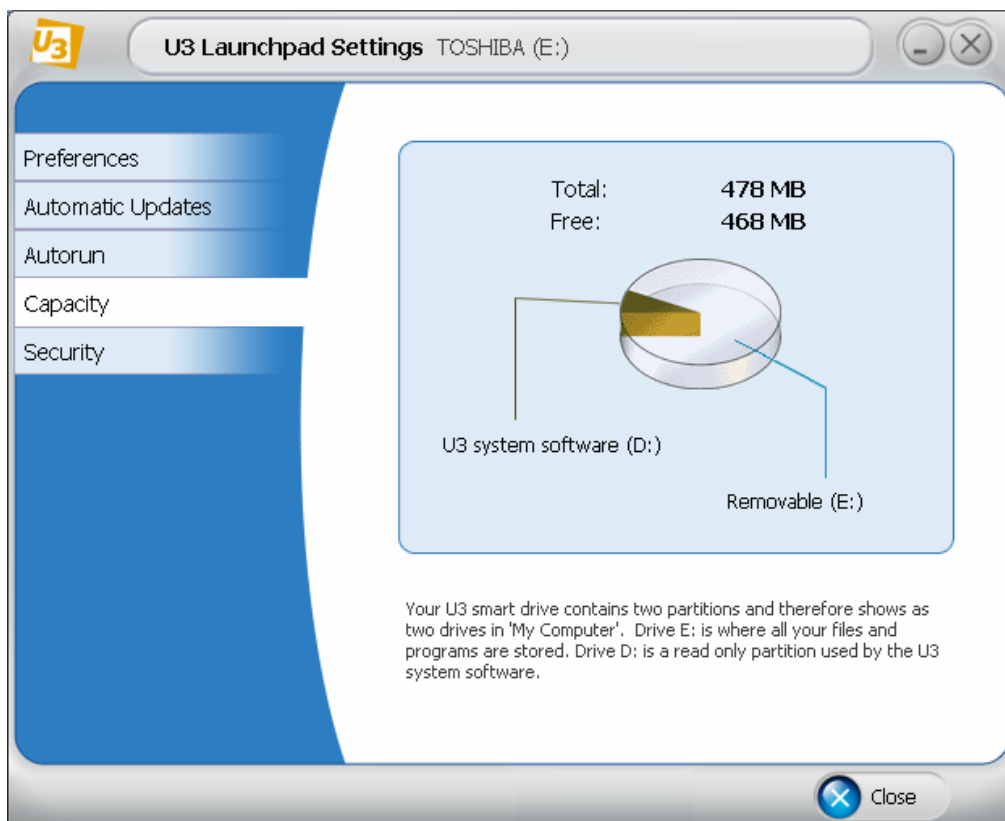 U3
U3 Launchpad Settings TOSHIBA (E:)
Preferences
Automatic Updates
Autorun
Capacity
Security
Total: 478 MB
Free: 468 MB
U3 system software (D:)
Removable (E:)
Your U3 smart drive contains two partitions and therefore shows as
two drives in 'My Computer'.  Drive E: is where all your files and
programs are stored. Drive D: is a read only partition used by the U3
system software.
Close